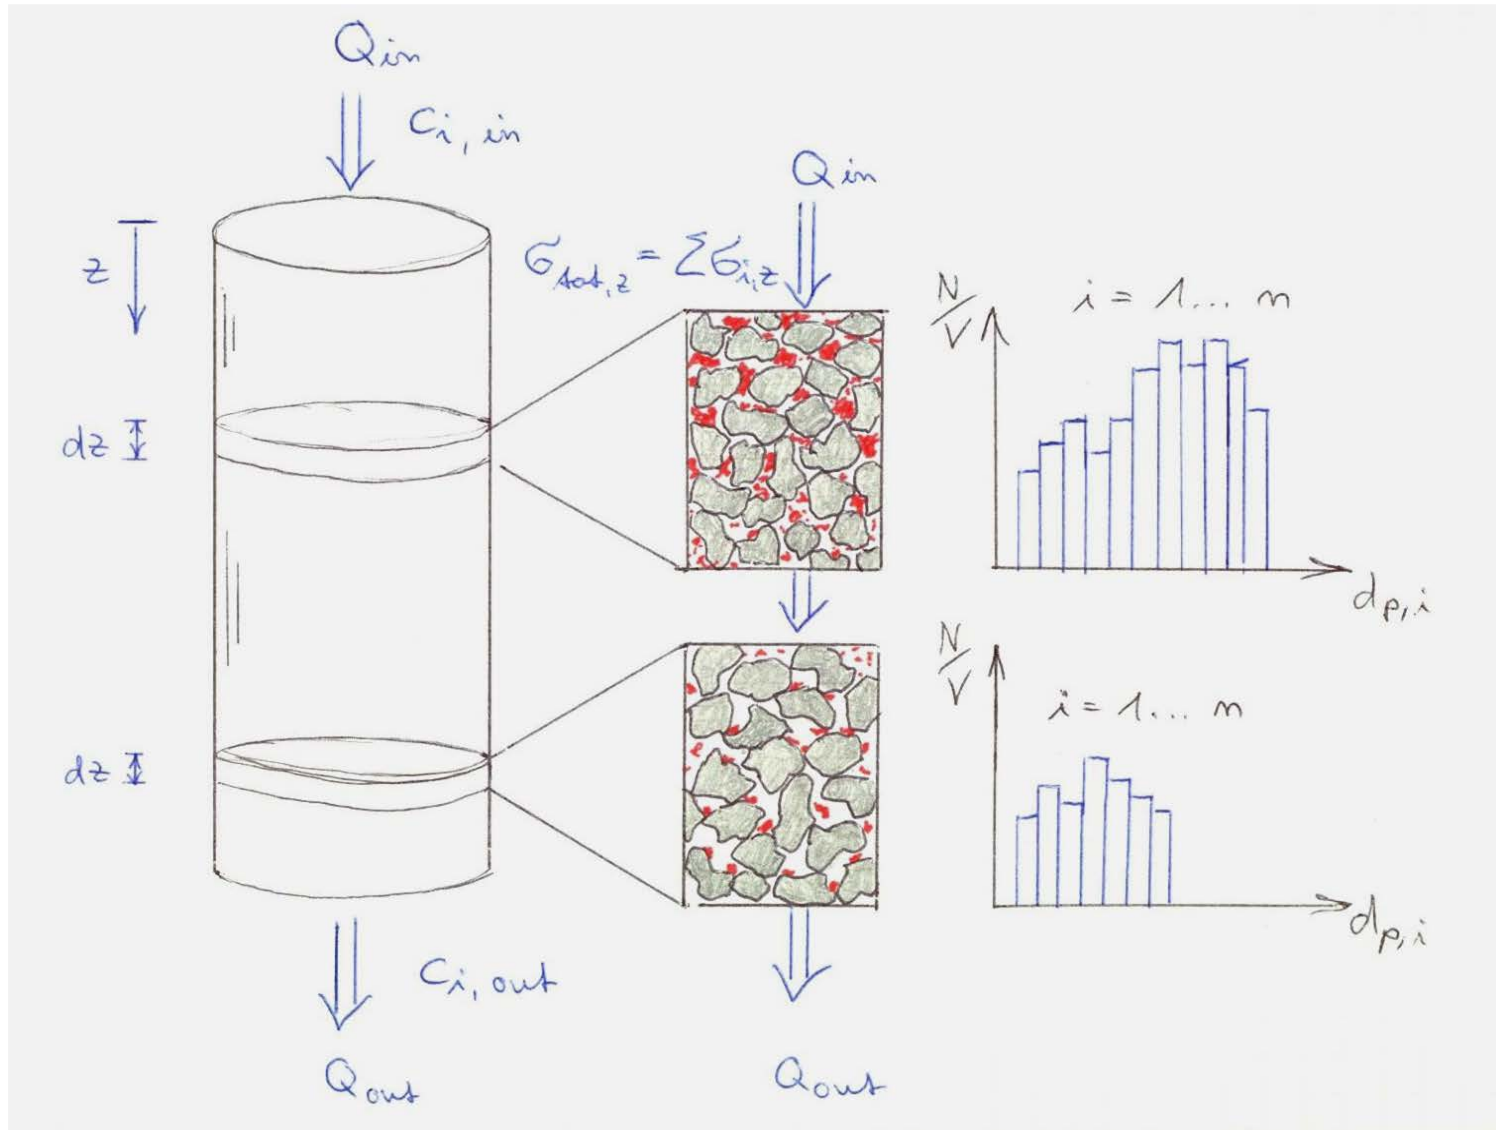 Qin
Ci, in
Qin
z
σtot,z = Σσi,z
N/V
i = 1... n
dz
dp,i
N/V
i = 1... n
dz
dp,i
Ci, out
Qout
Qout